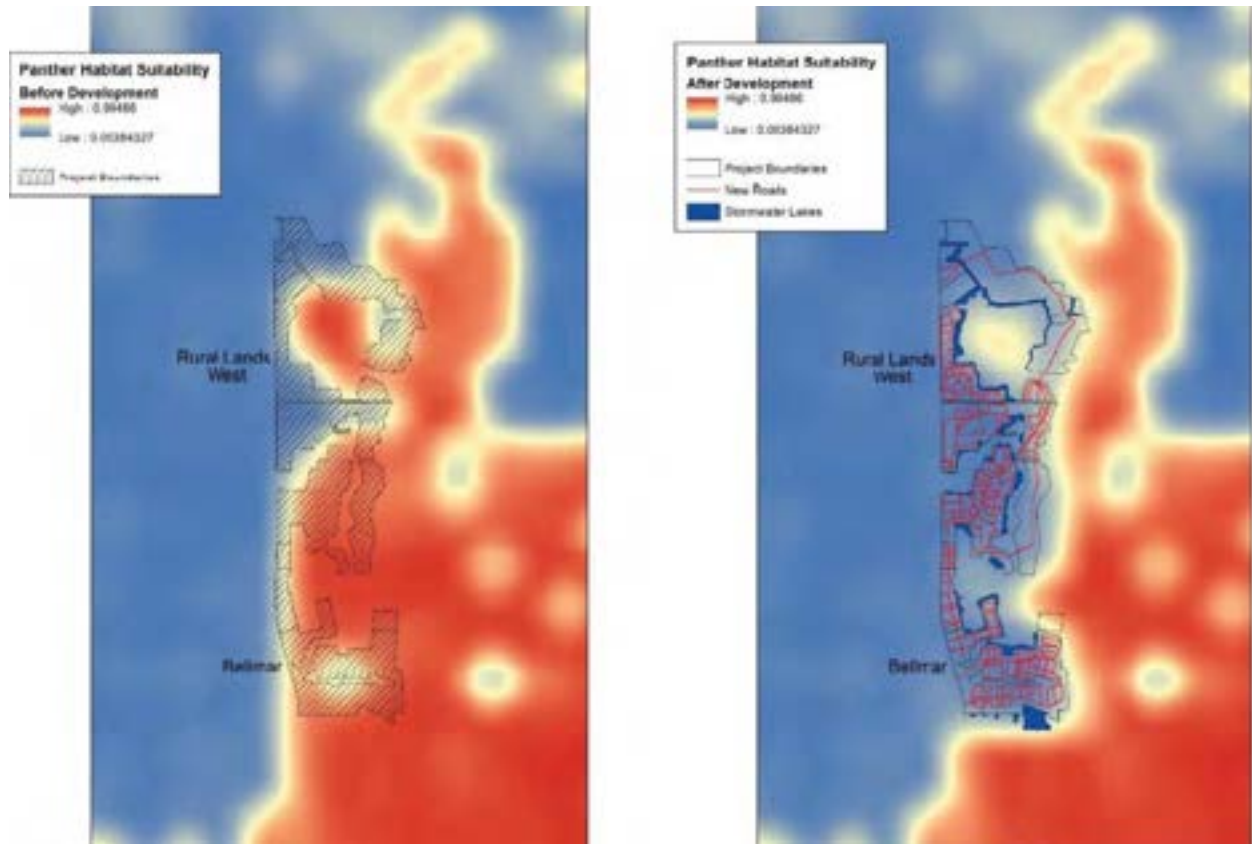 Panther Habitat Suitability
Before Development
High : 0.99466
Low : 0.00384327
Project Boundaries
Rural Lands
West
Bellmar
Panther Habitat Suitability
After Development
High : 0.99466
Low : 0.00384327
Project Boundaries
New Roads
Stormwater Lakes
Rural Lands
West
Bellmar